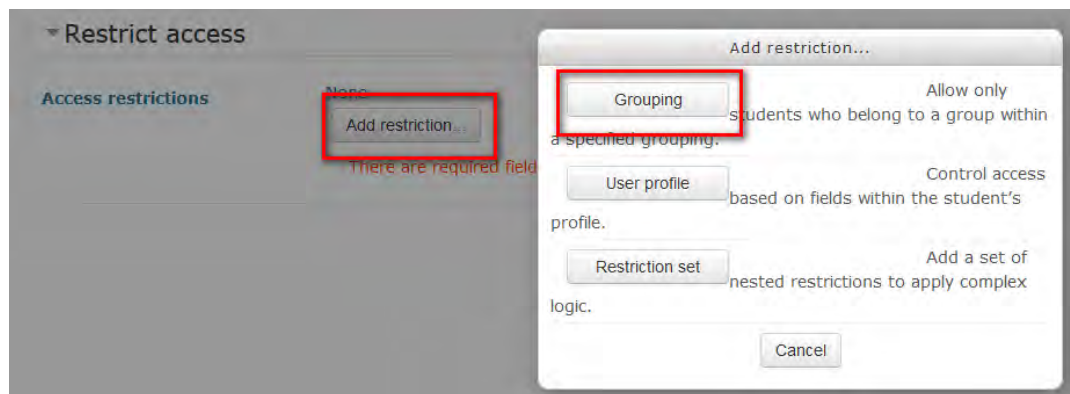 Restrict access
Access restrictions
None
Add restriction...
There are required field
Add restriction...
Grouping
Allow only
students who belong to a group within
a specified grouping.
User profile
Control access
based on fields within the student's
profile.
Restriction set
Add a set of
nested restrictions to apply complex
logic.
Cancel